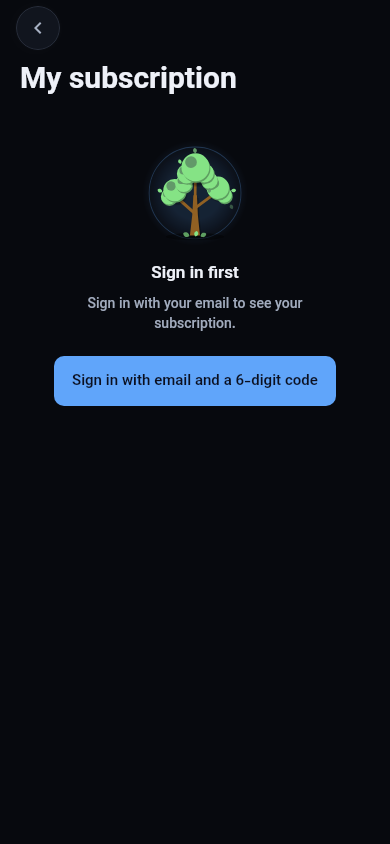 My subscription
Sign in first
Sign in with your email to see your
subscription.
Sign in with email and a 6-digit code